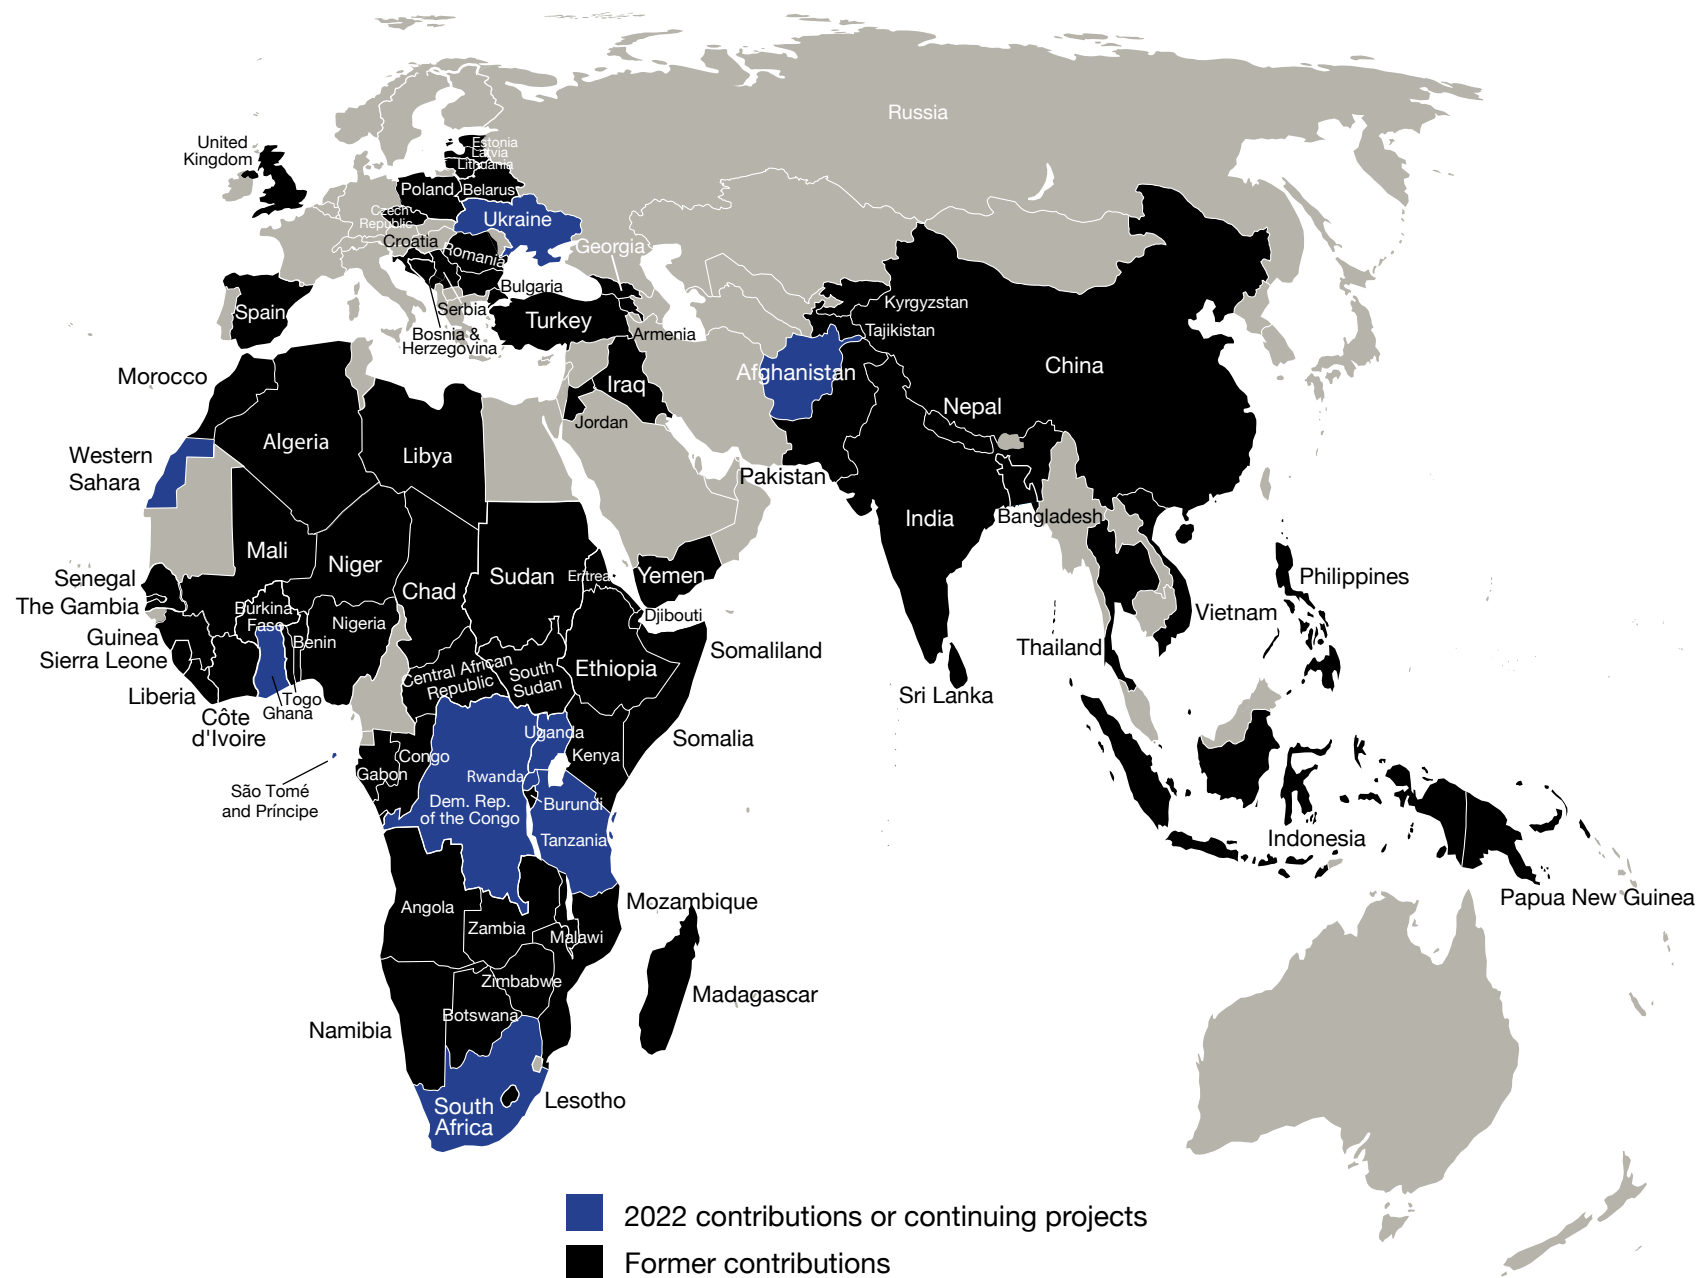 Russia
United
Kingdom
Estonia
Latvia
Lithuania
Poland
Belarus
Czech
Republic
Ukraine
Croatia
Romania
Georgia
Bulgaria
Serbia
Spain
Turkey
Bosnia &
Herzegovina
Armenia
Kyrgyzstan
Tajikistan
China
Afghanistan
Morocco
Iraq
Jordan
Nepal
Algeria
Libya
Western
Sahara
Pakistan
India
Bangladesh
Mali
Niger
Chad
Sudan
Eritrea
Yemen
Senegal
The Gambia
Philippines
Burkina
Faso
Nigeria
Benin
Djibouti
Vietnam
Guinea
Sierra Leone
Liberia
Côte
d'Ivoire
Togo
Ghana
Central African
Republic
South
Sudan
Ethiopia
Somaliland
Thailand
Sri Lanka
Uganda
Kenya
Somalia
Congo
Gabon
Rwanda
Burundi
São Tomé
and Príncipe
Dem. Rep.
of the Congo
Tanzania
Indonesia
Papua New Guinea
Mozambique
Angola
Zambia
Malawi
Zimbabwe
Madagascar
Botswana
Namibia
Lesotho
South
Africa
2022 contributions or continuing projects
Former contributions